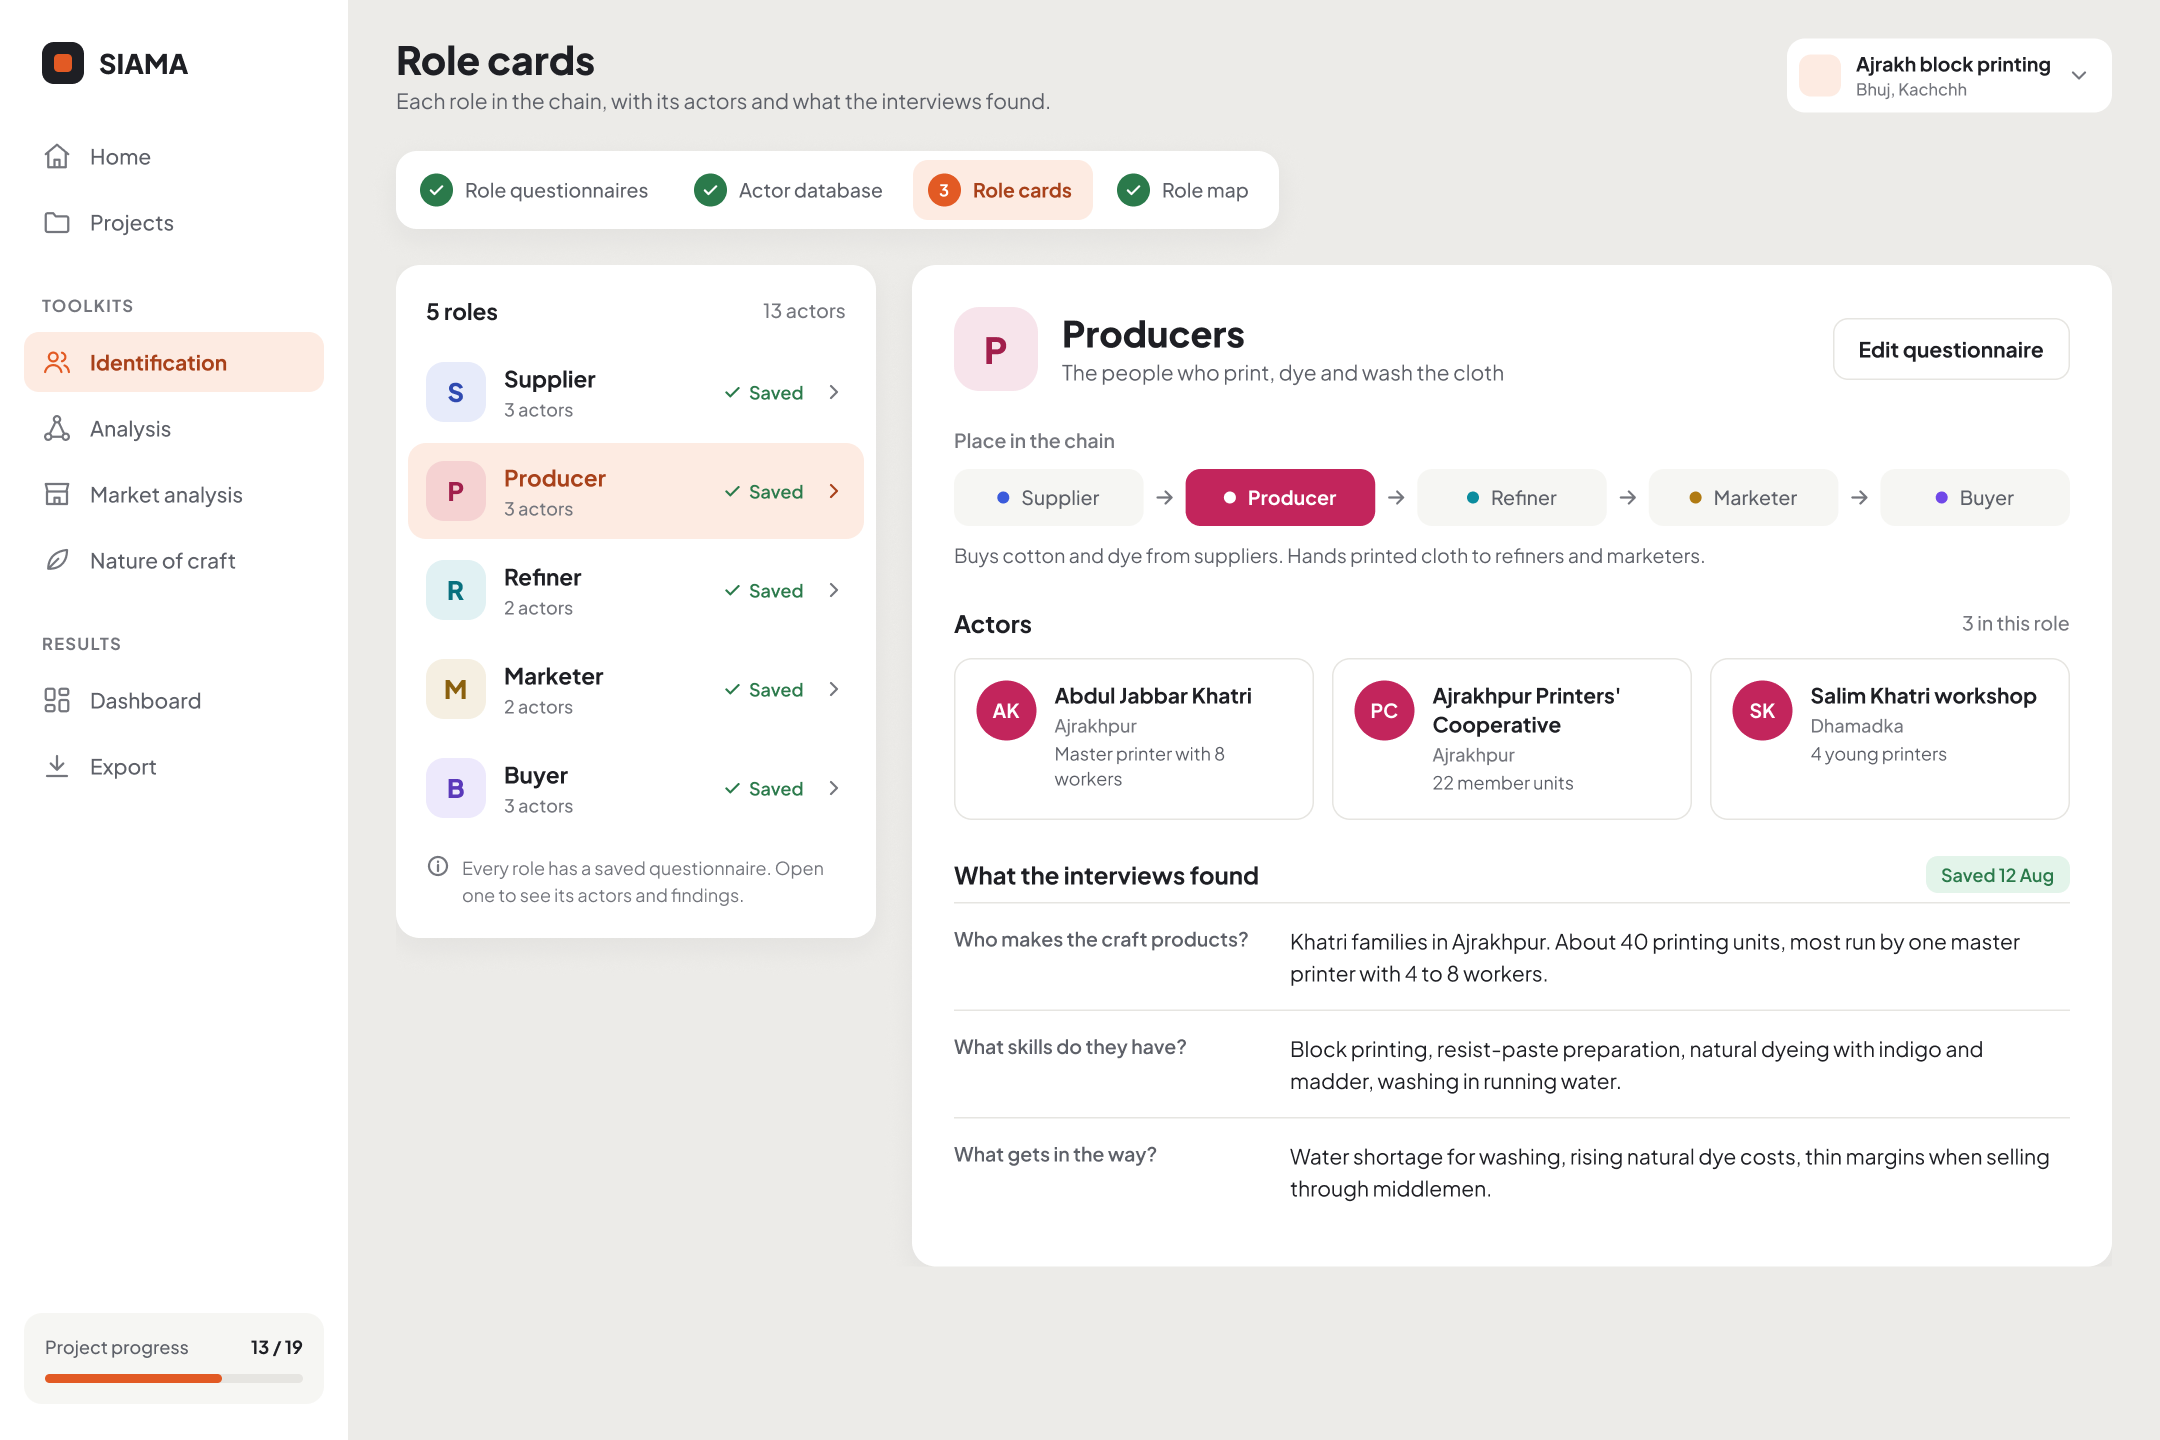 SIAMA
Home
Projects
TOOLKITS
Identification
Analysis
Market analysis
Nature of craft
RESULTS
Dashboard
Export
Project progress 13 / 19
Role cards
Each role in the chain, with its actors and what the interviews found.
Ajrakh block printing
Bhuj, Kachchh
Role questionnaires Actor database 3 Role cards Role map
5 roles 13 actors
S Supplier Saved
3 actors
P Producer Saved
3 actors
R Refiner Saved
2 actors
M Marketer Saved
2 actors
B Buyer Saved
3 actors
Every role has a saved questionnaire. Open
one to see its actors and findings.
P Producers
The people who print, dye and wash the cloth
Edit questionnaire
Place in the chain
Supplier → Producer → Refiner → Marketer → Buyer
Buys cotton and dye from suppliers. Hands printed cloth to refiners and marketers.
Actors 3 in this role
AK Abdul Jabbar Khatri
Ajrakhpur
Master printer with 8
workers
PC Ajrakhpur Printers'
Cooperative
Ajrakhpur
22 member units
SK Salim Khatri workshop
Dhamadka
4 young printers
What the interviews found Saved 12 Aug
Who makes the craft products? Khatri families in Ajrakhpur. About 40 printing units, most run by one master
printer with 4 to 8 workers.
What skills do they have? Block printing, resist-paste preparation, natural dyeing with indigo and
madder, washing in running water.
What gets in the way? Water shortage for washing, rising natural dye costs, thin margins when selling
through middlemen.